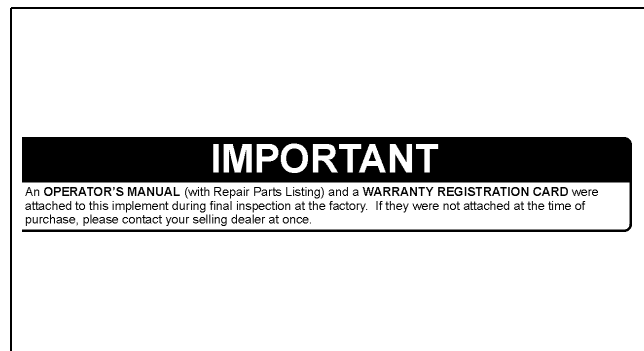 IMPORTANT
An OPERATOR'S MANUAL (with Repair Parts Listing) and a WARRANTY REGISTRATION CARD were
attached to this implement during final inspection at the factory.  If they were not attached at the time of
purchase, please contact your selling dealer at once.